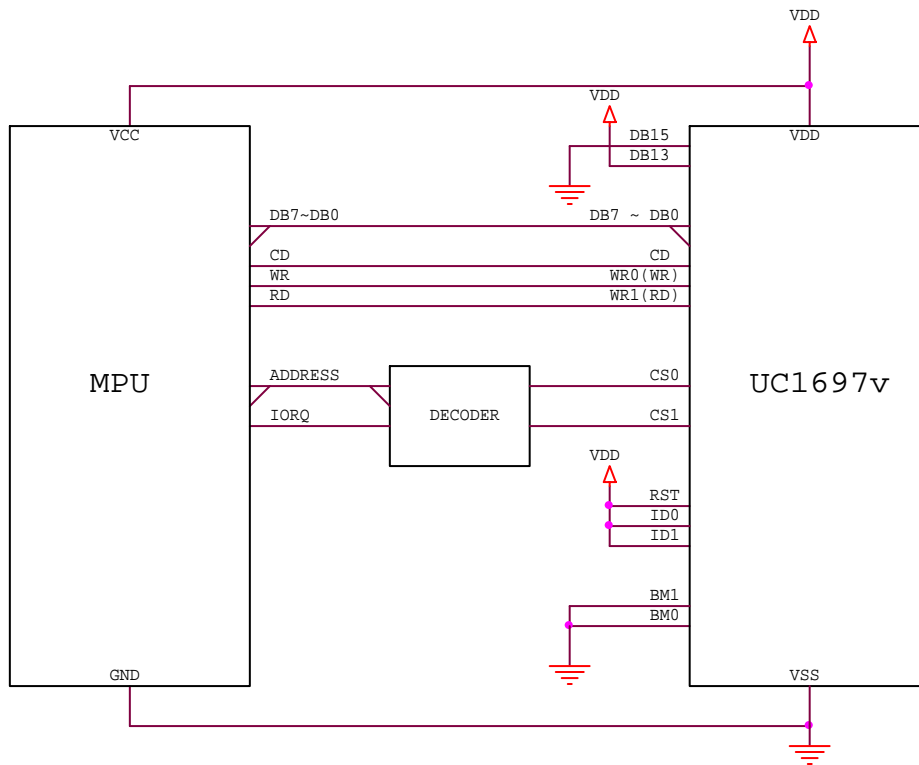 VDD
VDD
VCC
VDD
DB15
DB13
DB7~DB0
DB7 ~ DB0
CD
CD
WR
WR0(WR)
RD
WR1(RD)
MPU
ADDRESS
CS0
UC1697v
IORQ
DECODER
CS1
VDD
RST
ID0
ID1
BM1
BM0
GND
VSS